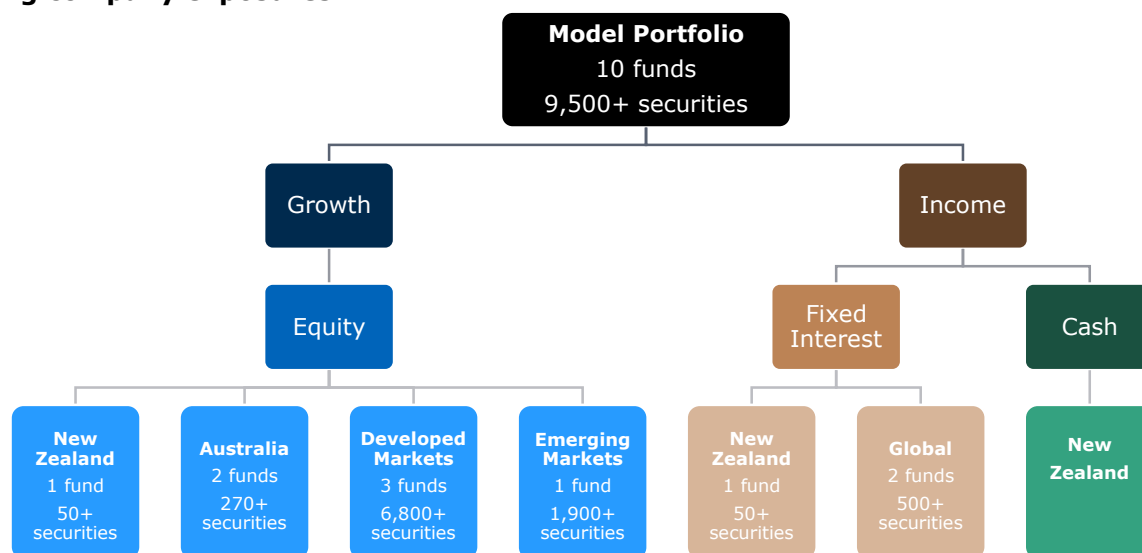 Model Portfolio
10 funds
9,500+ securities
Growth
Income
Equity
Fixed
Interest
Cash
New
Zealand
1 fund
50+
securities
Australia
2 funds
270+
securities
Developed
Markets
3 funds
6,800+
securities
Emerging
Markets
1 fund
1,900+
securities
New
Zealand
1 fund
50+
securities
Global
2 funds
500+
securities
New
Zealand